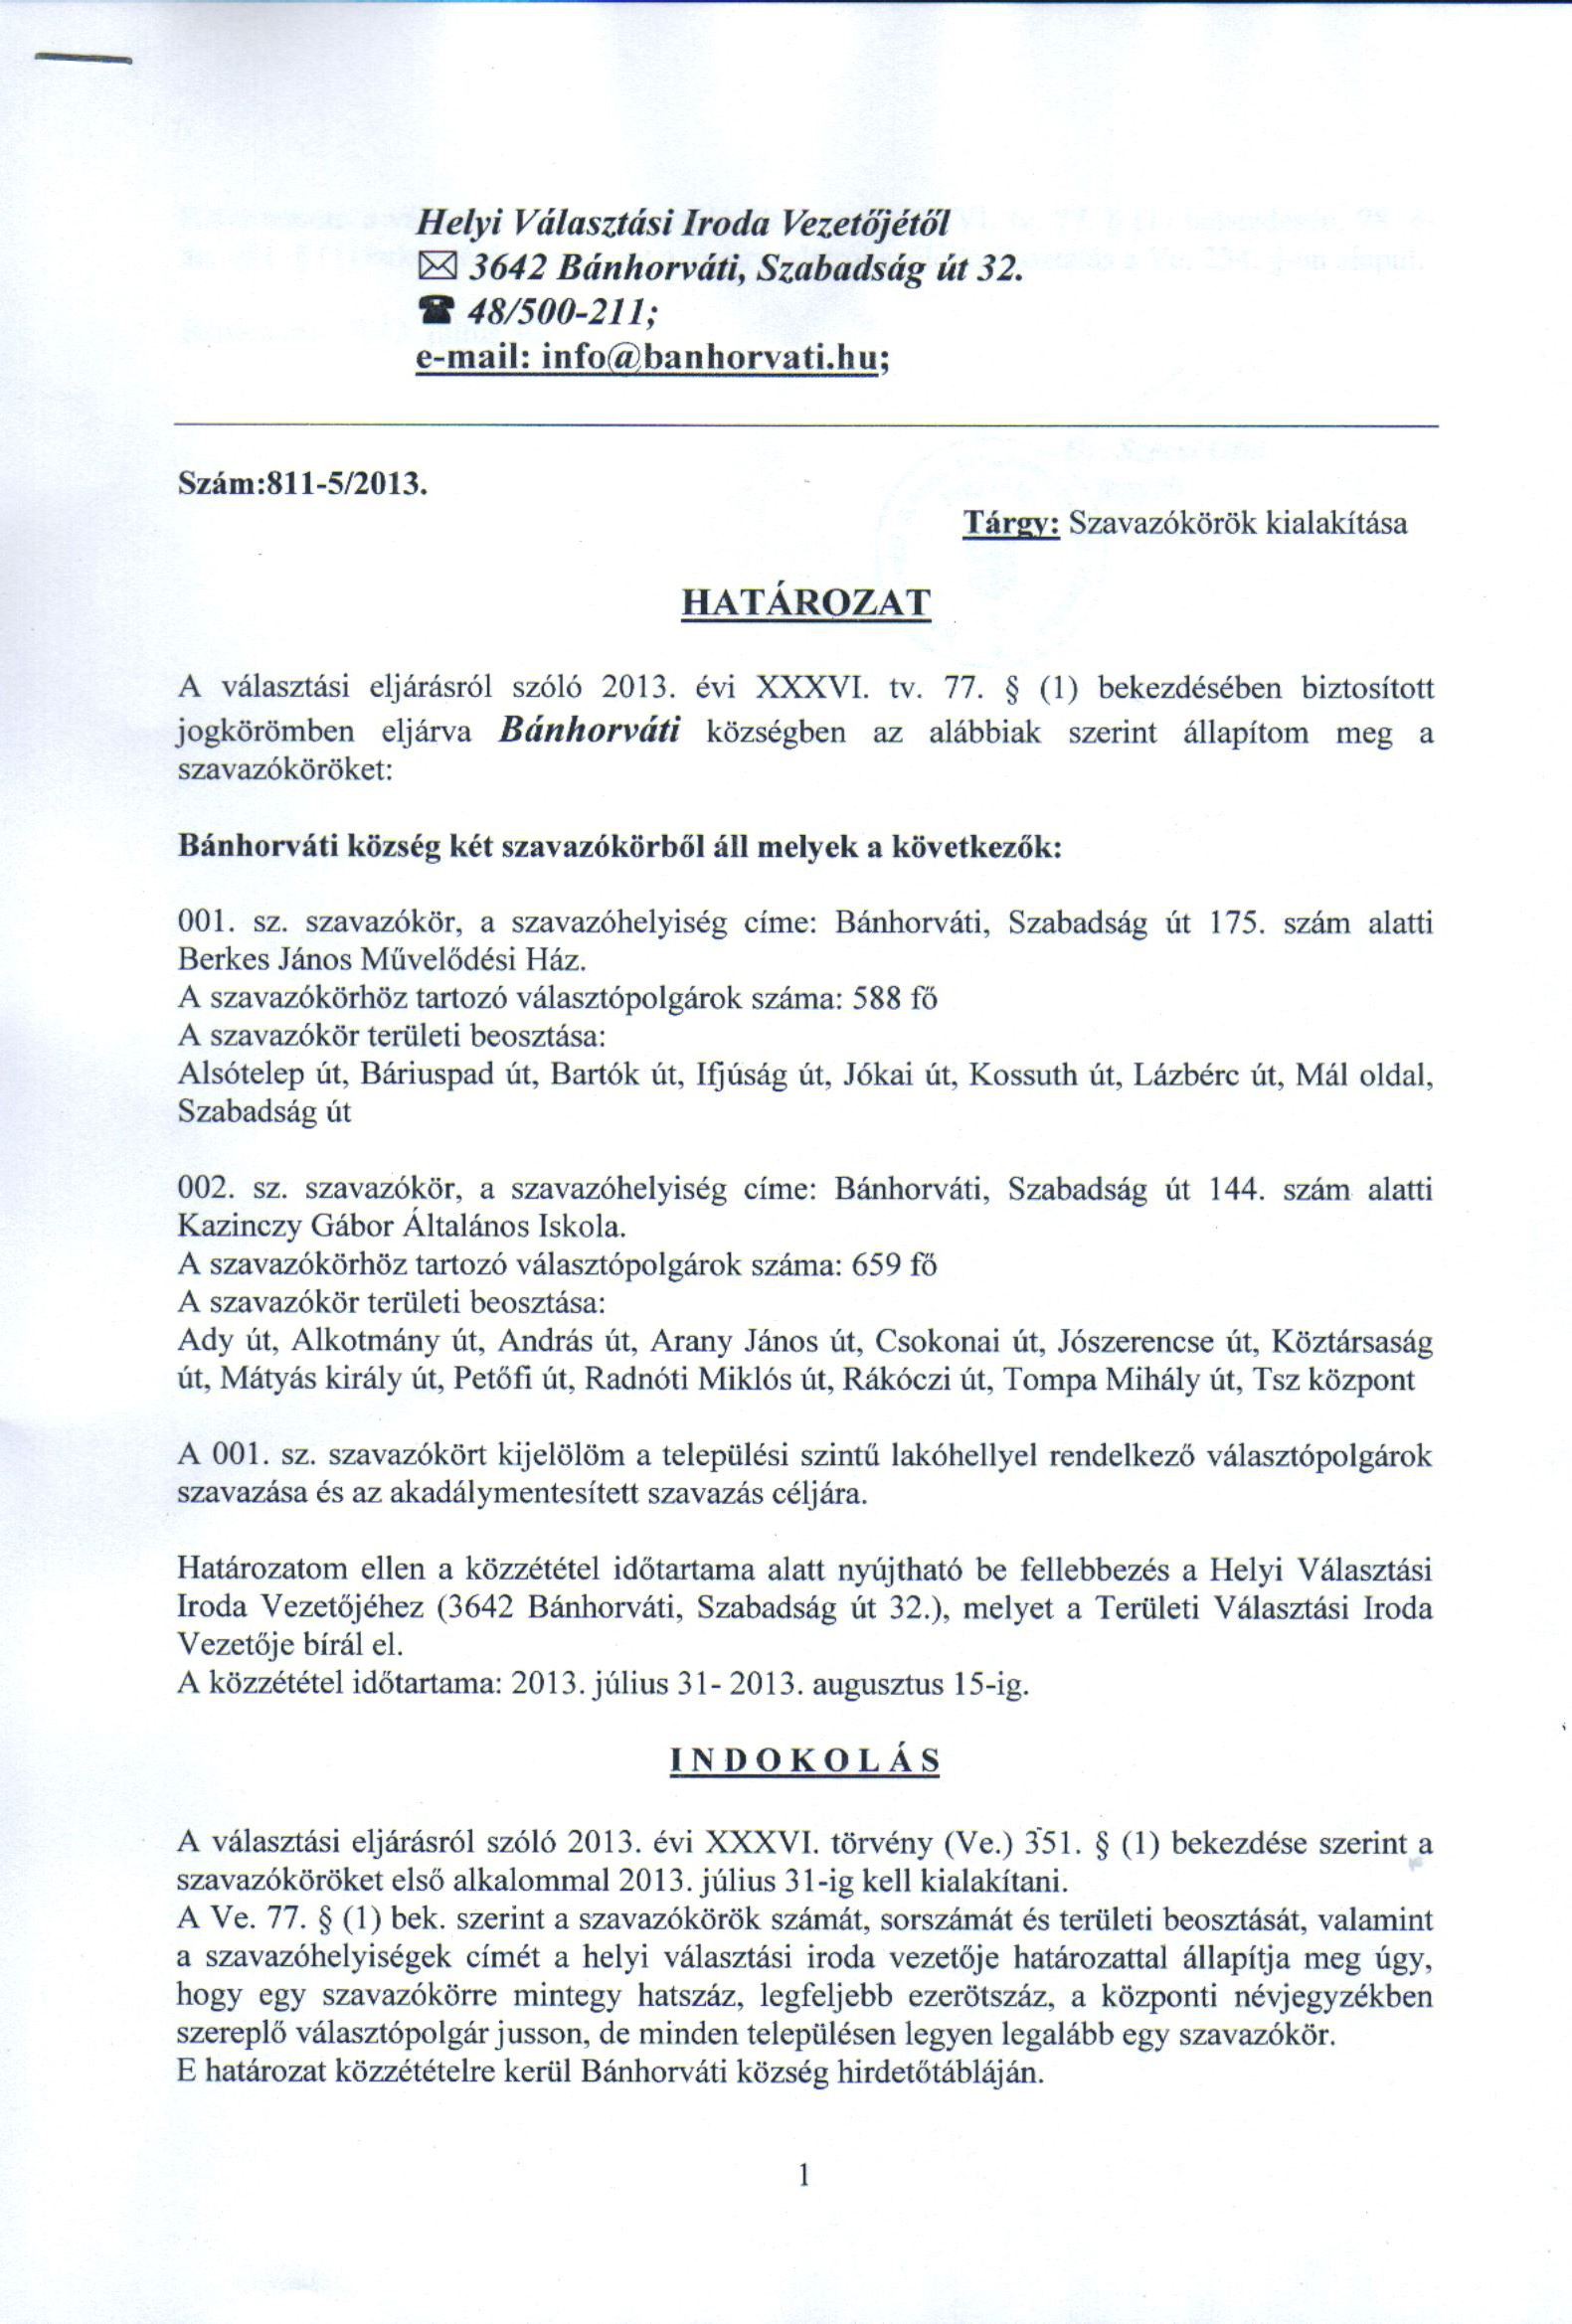 Helyi Választási Iroda Vezetőjétől
✉ 3642 Bánhorváti, Szabadság út 32.
☎ 48/500-211;
e-mail: info@banhorvati.hu;
Szám:811-5/2013.
Tárgy: Szavazókörök kialakítása
HATÁROZAT
A választási eljárásról szóló 2013. évi XXXVI. tv. 77. § (1) bekezdésében biztosított
jogkörömben eljárva Bánhorváti községben az alábbiak szerint állapítom meg a
szavazóköröket:
Bánhorváti község két szavazókörből áll melyek a következők:
001. sz. szavazókör, a szavazóhelyiség címe: Bánhorváti, Szabadság út 175. szám alatti
Berkes János Művelődési Ház.
A szavazókörhöz tartozó választópolgárok száma: 588 fő
A szavazókör területi beosztása:
Alsótelep út, Báriuspad út, Bartók út, Ifjúság út, Jókai út, Kossuth út, Lázbérc út, Mál oldal,
Szabadság út
002. sz. szavazókör, a szavazóhelyiség címe: Bánhorváti, Szabadság út 144. szám alatti
Kazinczy Gábor Általános Iskola.
A szavazókörhöz tartozó választópolgárok száma: 659 fő
A szavazókör területi beosztása:
Ady út, Alkotmány út, András út, Arany János út, Csokonai út, Jószerencse út, Köztársaság
út, Mátyás király út, Petőfi út, Radnóti Miklós út, Rákóczi út, Tompa Mihály út, Tsz központ
A 001. sz. szavazókört kijelölöm a települési szintű lakóhellyel rendelkező választópolgárok
szavazása és az akadálymentesített szavazás céljára.
Határozatom ellen a közzététel időtartama alatt nyújtható be fellebbezés a Helyi Választási
Iroda Vezetőjéhez (3642 Bánhorváti, Szabadság út 32.), melyet a Területi Választási Iroda
Vezetője bírál el.
A közzététel időtartama: 2013. július 31- 2013. augusztus 15-ig.
INDOKOLÁS
A választási eljárásról szóló 2013. évi XXXVI. törvény (Ve.) 351. § (1) bekezdése szerint a
szavazóköröket első alkalommal 2013. július 31-ig kell kialakítani.
A Ve. 77. § (1) bek. szerint a szavazókörök számát, sorszámát és területi beosztását, valamint
a szavazóhelyiségek címét a helyi választási iroda vezetője határozattal állapítja meg úgy,
hogy egy szavazókörre mintegy hatszáz, legfeljebb ezerötszáz, a központi névjegyzékben
szereplő választópolgár jusson, de minden településen legyen legalább egy szavazókör.
E határozat közzétételre kerül Bánhorváti község hirdetőtábláján.
1